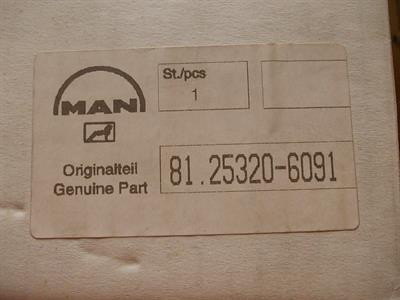 MAN
St./pcs
1
Originalteil
Genuine Part
81.25320-6091